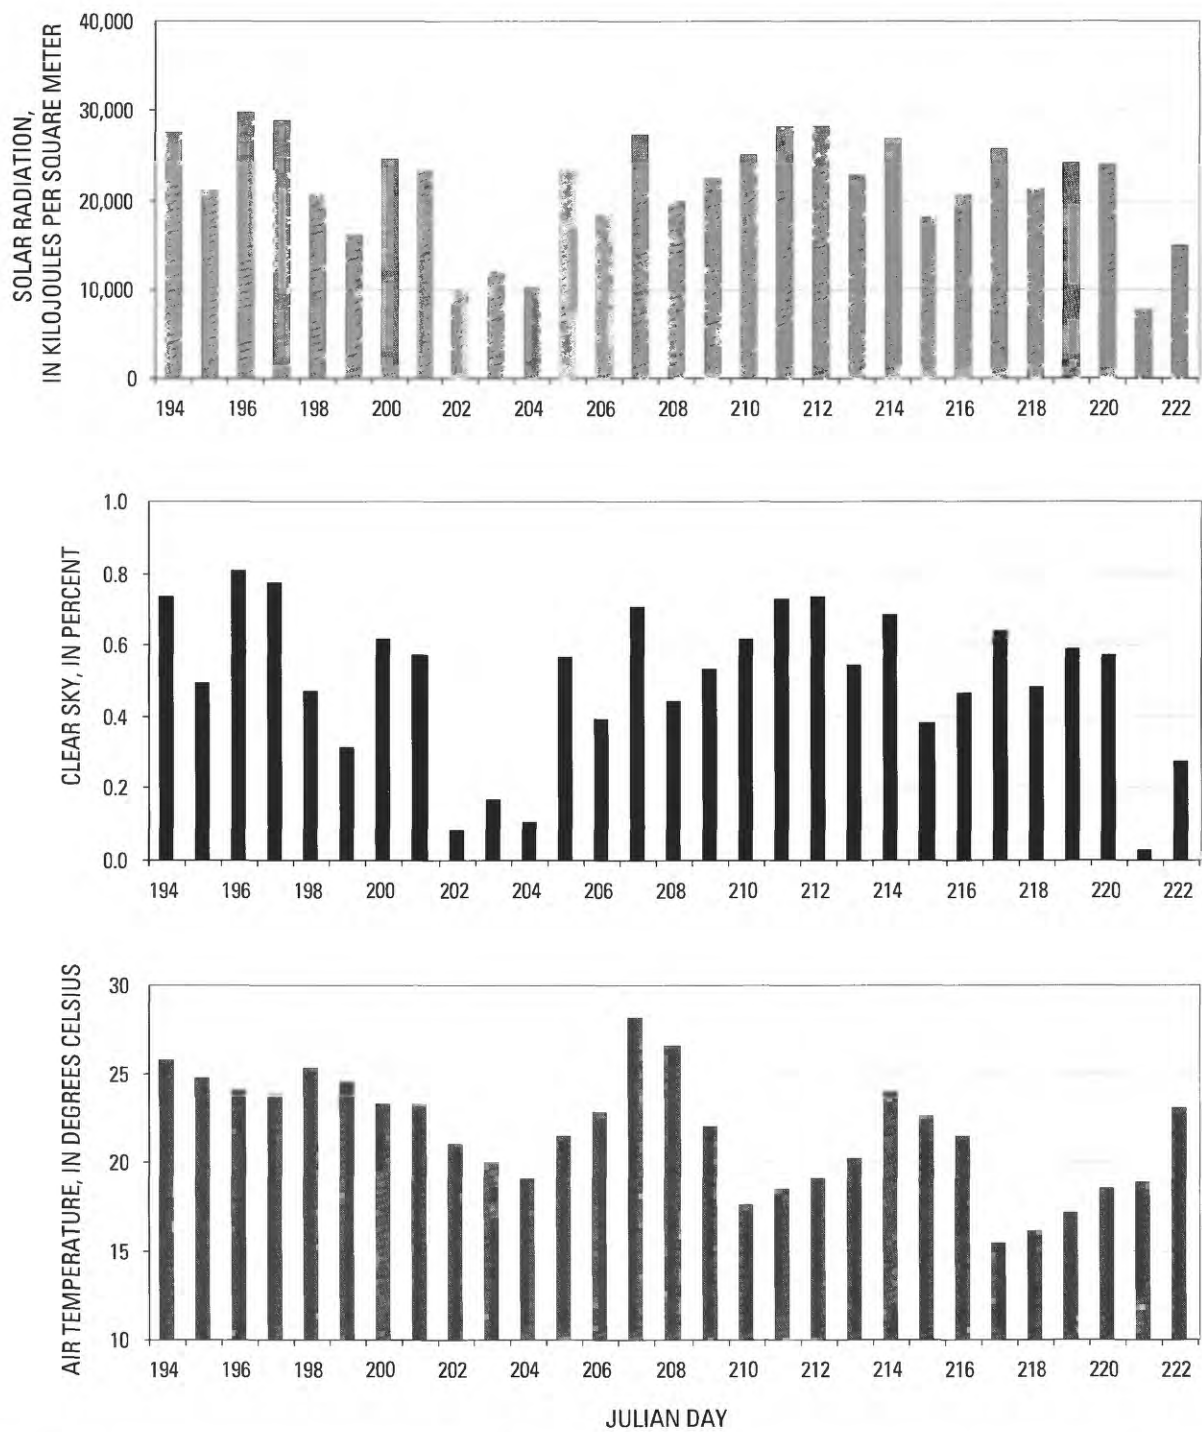 SOLAR RADIATION,
IN KILOJOULES PER SQUARE METER
40,000
30,000
20,000
10,000
0
194 196 198 200 202 204 206 208 210 212 214 216 218 220 222
CLEAR SKY, IN PERCENT
1.0
0.8
0.6
0.4
0.2
0.0
194 196 198 200 202 204 206 208 210 212 214 216 218 220 222
AIR TEMPERATURE, IN DEGREES CELSIUS
30
25
20
15
10
194 196 198 200 202 204 206 208 210 212 214 216 218 220 222
JULIAN DAY